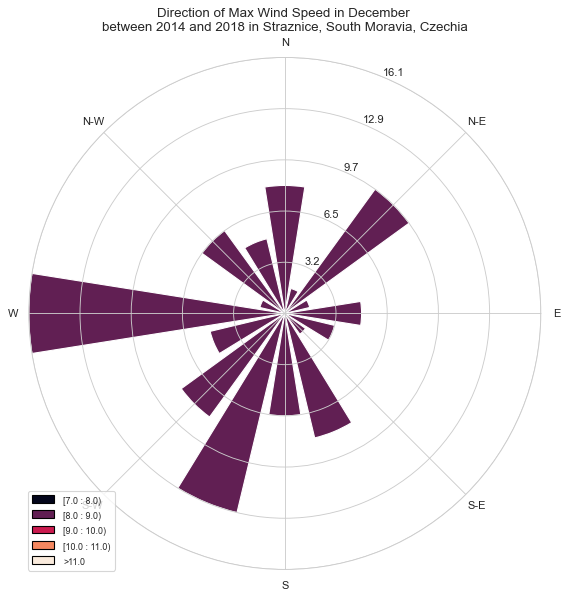 Direction of Max Wind Speed in December
between 2014 and 2018 in Straznice, South Moravia, Czechia
N
16.1
N-W
12.9
N-E
9.7
6.5
3.2
W
E
[7.0 : 8.0)
S-W
[8.0 : 9.0)
S-E
[9.0 : 10.0)
[10.0 : 11.0)
>11.0
S